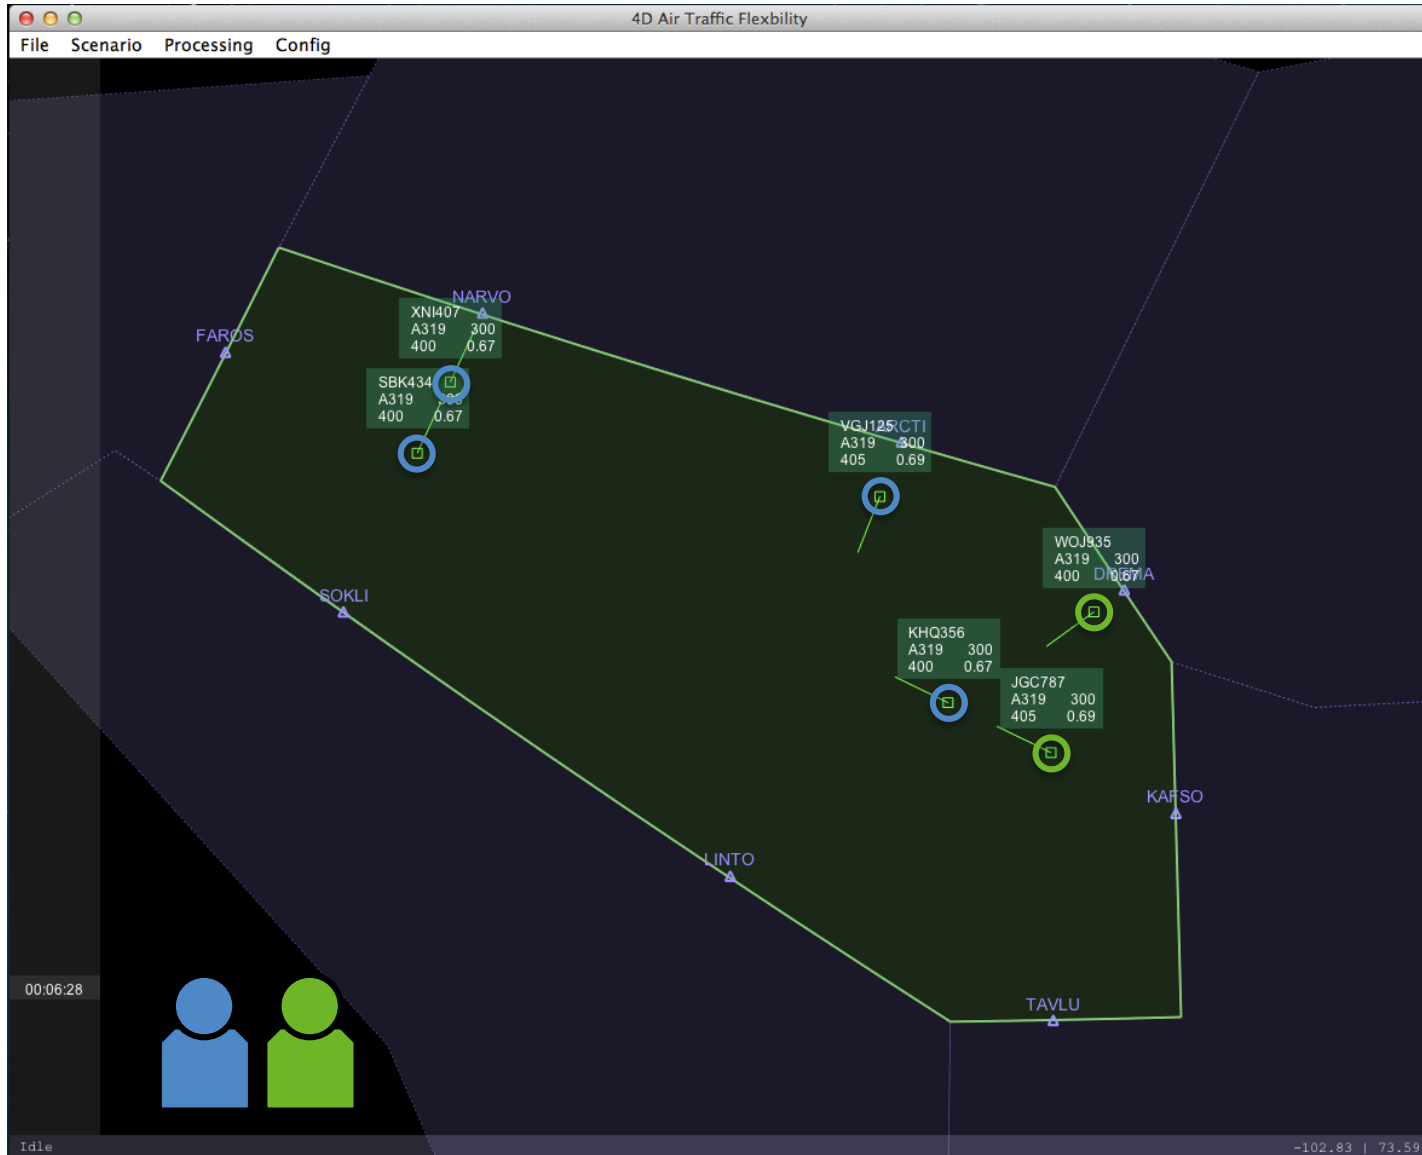 4D Air Traffic Flexbility
File Scenario Processing Config
NARVO
XNI407
A319 300
400 0.67
FAROS
SBK434
A319
400 0.67
VGJ125
A319 300
405 0.69
WOJ935
A319 300
400 0.67
SOKLI
KHQ356
A319 300
400 0.67
JGC787
A319 300
405 0.69
KAFSO
LINTO
00:06:28
TAVLU
Idle
-102.83 | 73.59